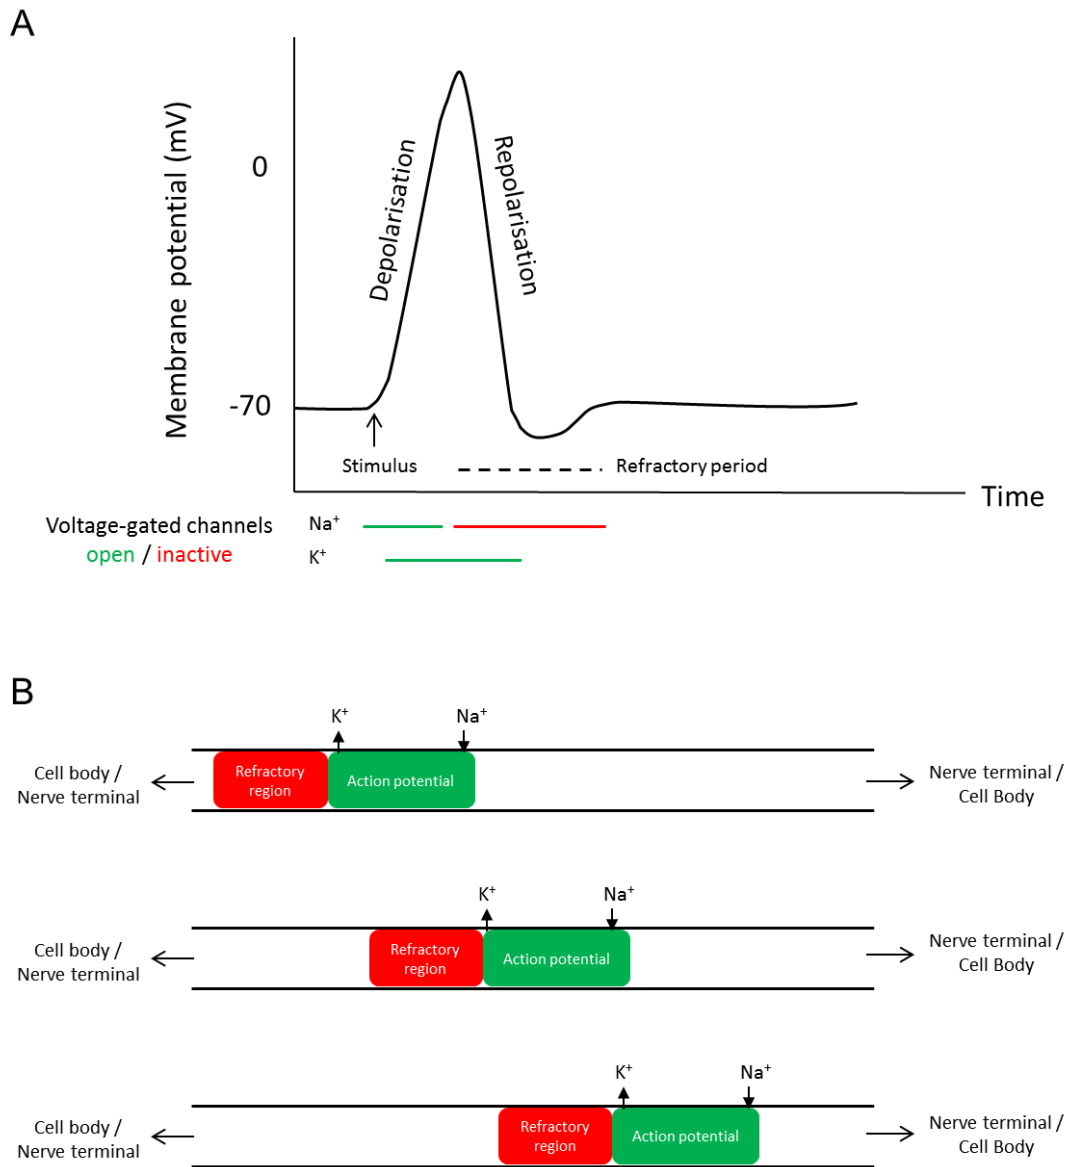 A
Membrane potential (mV)
0
-70
Depolarisation
Repolarisation
Stimulus
Refractory period
Time
Voltage-gated channels
open / inactive
Na⁺
K⁺
B
K⁺
Na⁺
Cell body /
Nerve terminal
Refractory
region
Action potential
Nerve terminal /
Cell Body
K⁺
Na⁺
Cell body /
Nerve terminal
Refractory
region
Action potential
Nerve terminal /
Cell Body
K⁺
Na⁺
Cell body /
Nerve terminal
Refractory
region
Action potential
Nerve terminal /
Cell Body